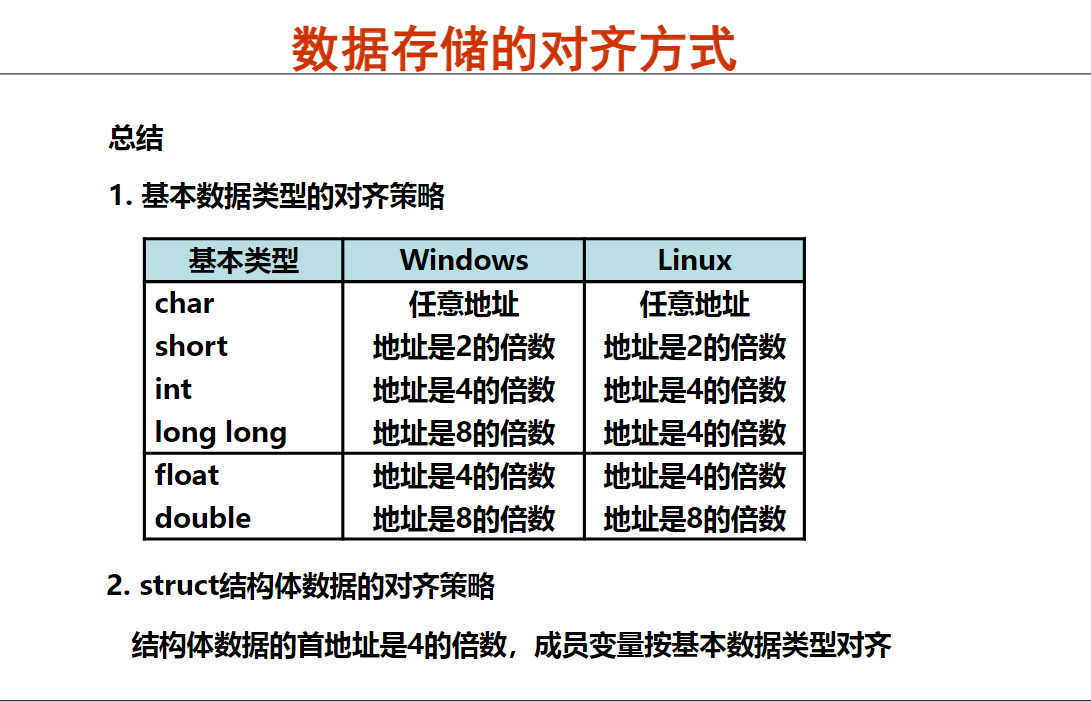 数据存储的对齐方式
总结
1. 基本数据类型的对齐策略
基本类型 Windows Linux
char 任意地址 任意地址
short 地址是2的倍数 地址是2的倍数
int 地址是4的倍数 地址是4的倍数
long long 地址是8的倍数 地址是4的倍数
float 地址是4的倍数 地址是4的倍数
double 地址是8的倍数 地址是8的倍数
2. struct结构体数据的对齐策略
结构体数据的首地址是4的倍数，成员变量按基本数据类型对齐